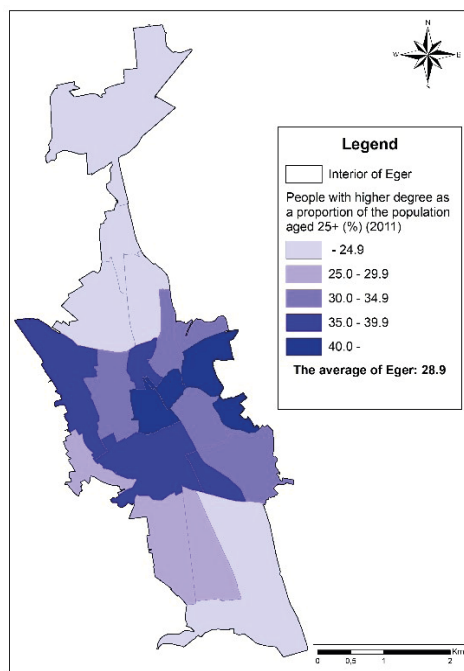 N
W
E
Legend
Interior of Eger
People with higher degree as
a proportion of the population
aged 25+ (%) (2011)
- 24.9
25.0 - 29.9
30.0 - 34.9
35.0 - 39.9
40.0 -
The average of Eger: 28.9
Km
0 0,5 1 2